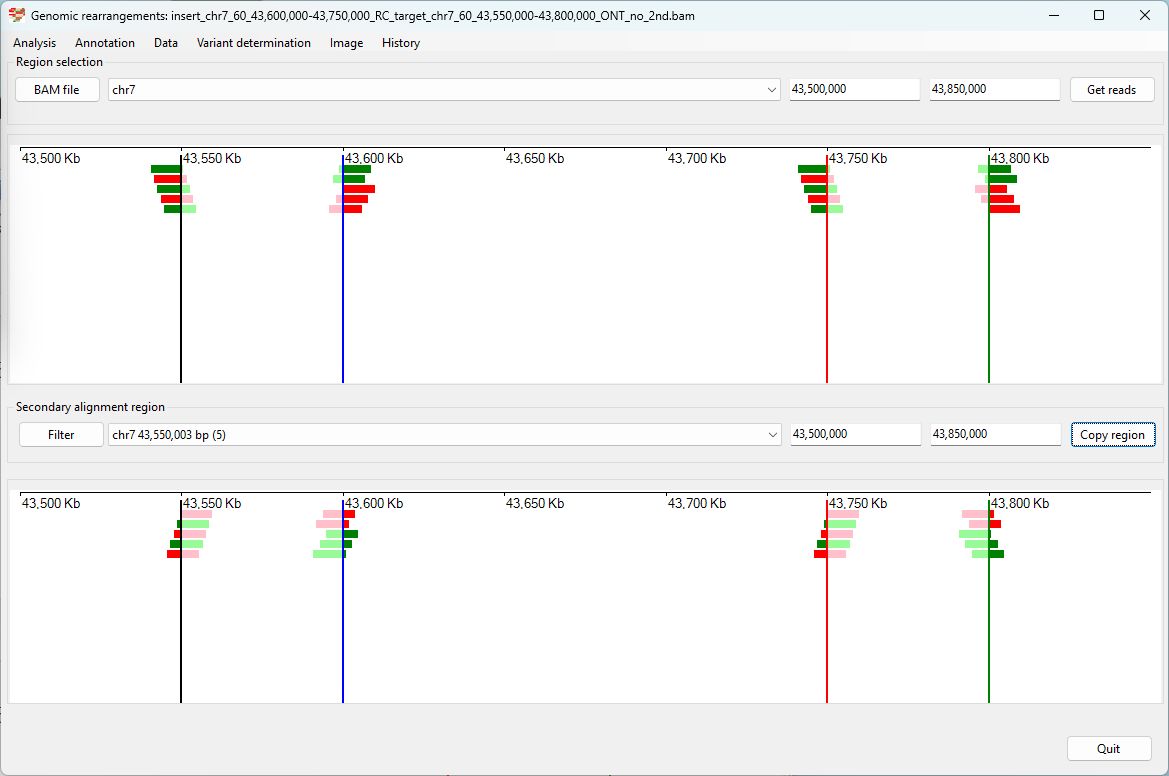 Genomic rearrangements: insert_chr7_60_43,600,000-43,750,000_RC_target_chr7_60_43,550,000-43,800,000_ONT_no_2nd.bam
Analysis Annotation Data Variant determination Image History
Region selection
BAM file chr7 43,500,000 43,850,000 Get reads
43,500 Kb 43,550 Kb 43,600 Kb 43,650 Kb 43,700 Kb 43,750 Kb 43,800 Kb
Secondary alignment region
Filter chr7 43,550,003 bp (5) 43,500,000 43,850,000 Copy region
43,500 Kb 43,550 Kb 43,600 Kb 43,650 Kb 43,700 Kb 43,750 Kb 43,800 Kb
Quit